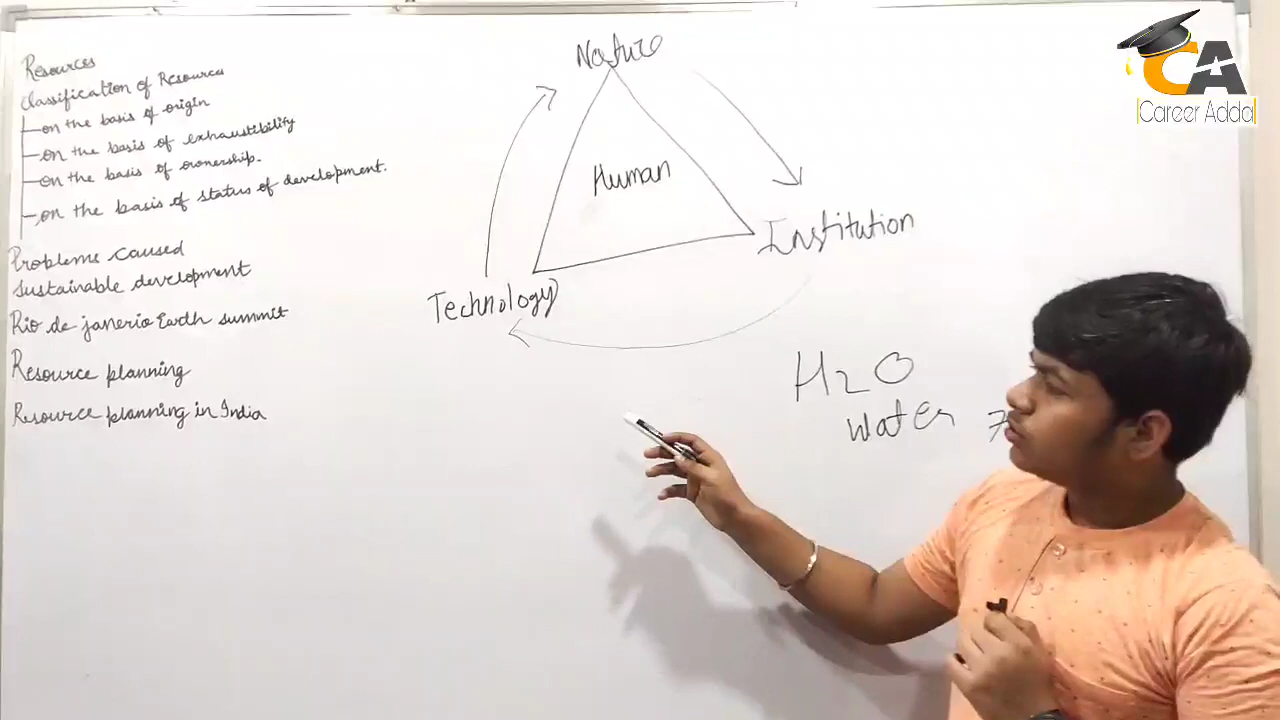 Resources
Classification of Resources
on the basis of origin
on the basis of exhaustibility
on the basis of ownership.
on the basis of status of development.
Problems caused
sustainable development
Rio de janerio Earth summit
Resource planning
Resource planning in India
Nature
Human
Institution
Technology
H2O
water
CA
Career Adda